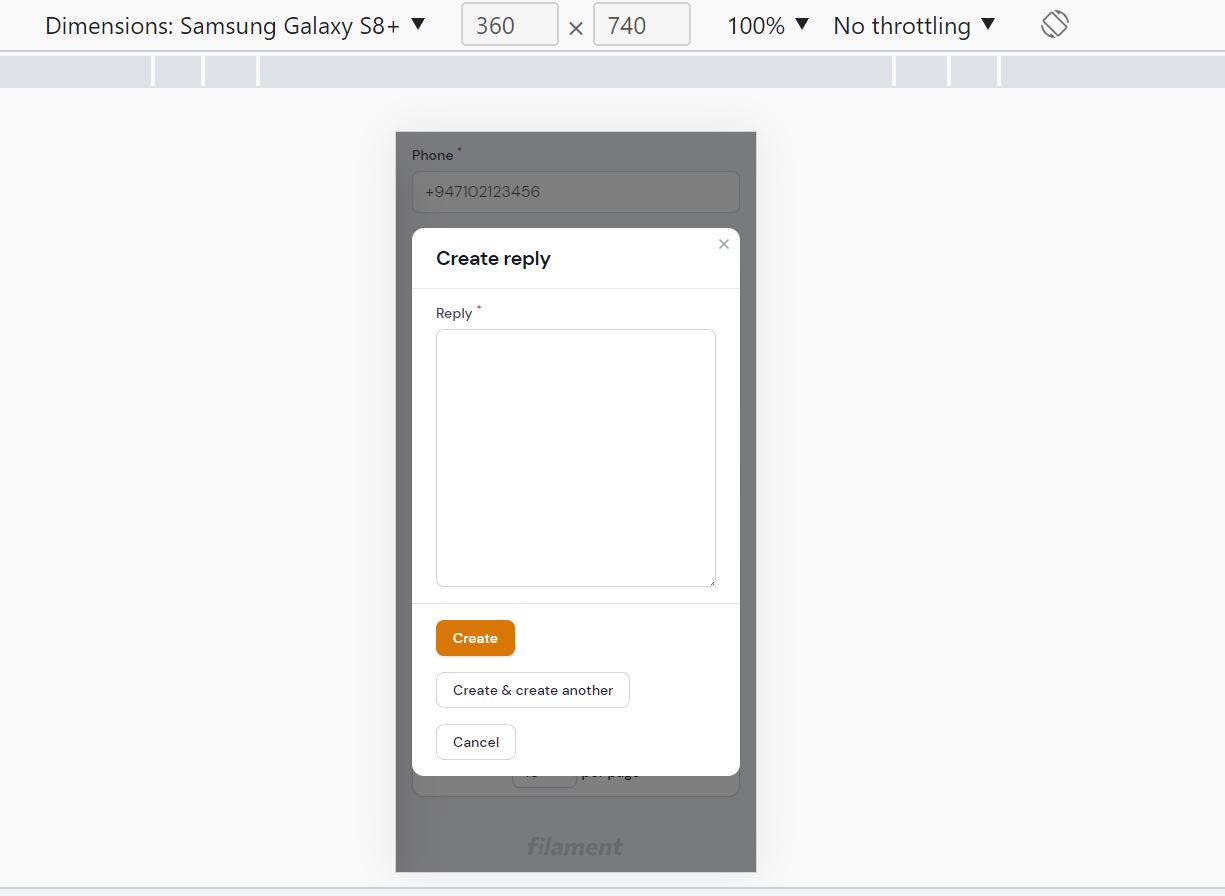 Dimensions: Samsung Galaxy S8+ ▼ 360 × 740 100% ▼ No throttling ▼
Phone *
+947102123456
Create reply
Reply *
Create
Create & create another
Cancel
per page
filament